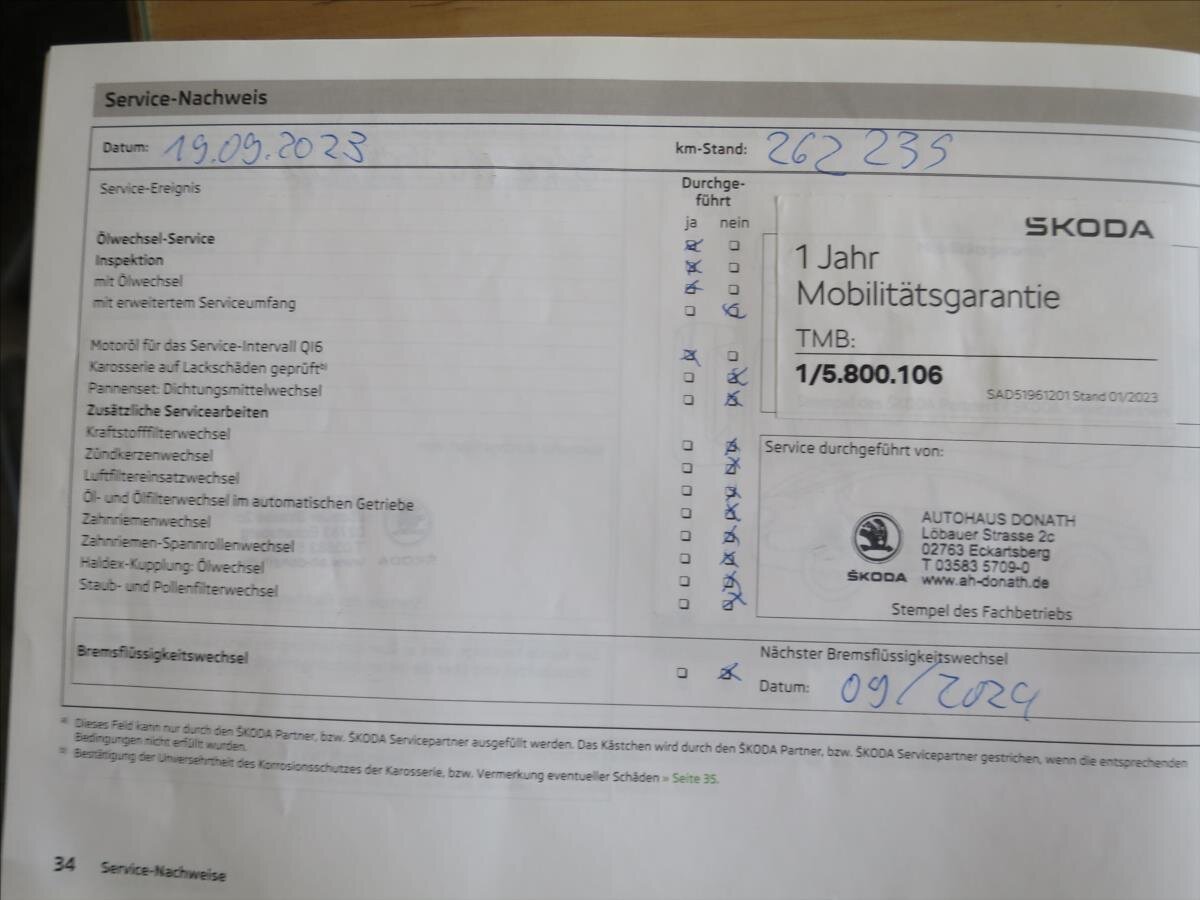 Service-Nachweis
Datum: 19.09.2023 km-Stand: 262 235
Service-Ereignis
Durchge-
führt
ja nein
Ölwechsel-Service
Inspektion
mit Ölwechsel
mit erweitertem Serviceumfang
Motoröl für das Service-Intervall QI6
Karosserie auf Lackschäden geprüft b)
Pannenset: Dichtungsmittelwechsel
Zusätzliche Servicearbeiten
Kraftstofffilterwechsel
Zündkerzenwechsel
Luftfiltereinsatzwechsel
Öl- und Ölfilterwechsel im automatischen Getriebe
Zahnriemenwechsel
Zahnriemen-Spannrollenwechsel
Haldex-Kupplung: Ölwechsel
Staub- und Pollenfilterwechsel
ŠKODA
1 Jahr
Mobilitätsgarantie
TMB:
1/5.800.106
SAD51961201 Stand 01/2023
Service durchgeführt von:
ŠKODA
AUTOHAUS DONATH
Löbauer Strasse 2c
02763 Eckartsberg
T 03583 5709-0
www.ah-donath.de
Stempel des Fachbetriebs
Bremsflüssigkeitswechsel
Nächster Bremsflüssigkeitswechsel
Datum: 09/2024
a) Dieses Feld kann nur durch den ŠKODA Partner, bzw. ŠKODA Servicepartner ausgefüllt werden. Das Kästchen wird durch den ŠKODA Partner, bzw. ŠKODA Servicepartner gestrichen, wenn die entsprechenden
Bedingungen nicht erfüllt wurden.
b) Bestätigung der Unversehrtheit des Korrosionsschutzes der Karosserie, bzw. Vermerkung eventueller Schäden » Seite 35.
34 Service-Nachweise